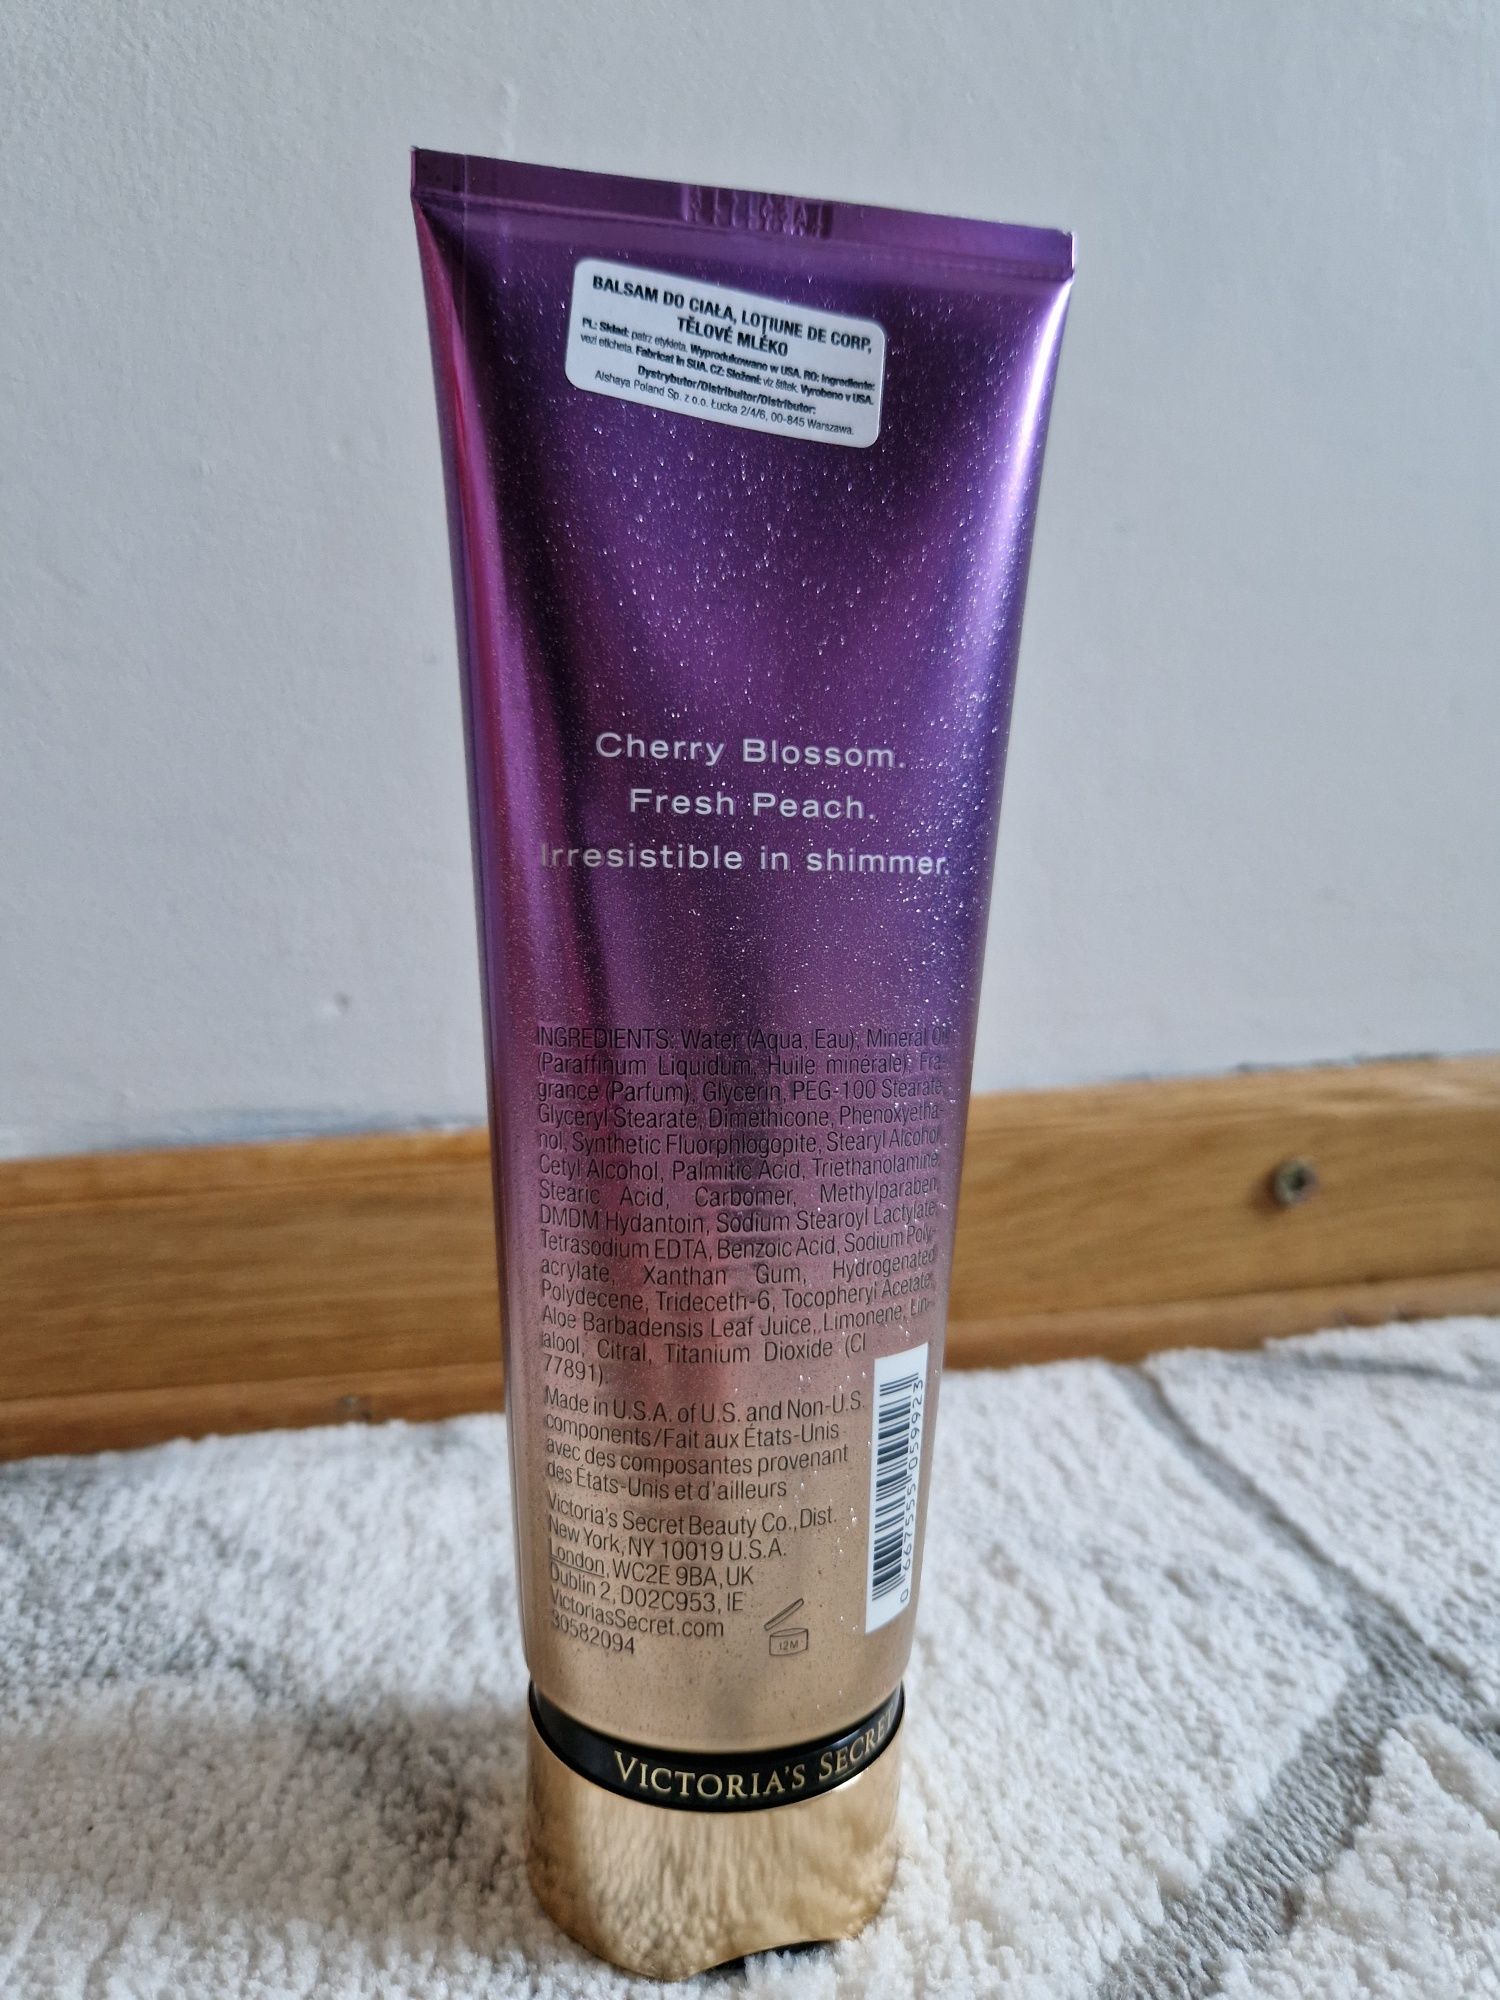 BALSAM DO CIAŁA, LOȚIUNE DE CORP,
TĚLOVÉ MLÉKO
PL: Skład: patrz etykieta. Wyprodukowano w USA. RO: Ingrediente:
vezi eticheta. Fabricat în SUA. CZ: Složení: viz štítek. Vyrobeno v USA.
Dystrybutor/Distribuitor/Distributor:
Alshaya Poland Sp. z o.o. Łucka 2/4/6, 00-845 Warszawa.
Cherry Blossom.
Fresh Peach.
Irresistible in shimmer.
INGREDIENTS: Water (Aqua, Eau), Mineral Oil
(Paraffinum Liquidum, Huile minérale), Fra-
grance (Parfum), Glycerin, PEG-100 Stearate,
Glyceryl Stearate, Dimethicone, Phenoxyetha-
nol, Synthetic Fluorphlogopite, Stearyl Alcohol,
Cetyl Alcohol, Palmitic Acid, Triethanolamine,
Stearic Acid, Carbomer, Methylparaben,
DMDM Hydantoin, Sodium Stearoyl Lactylate,
Tetrasodium EDTA, Benzoic Acid, Sodium Poly-
acrylate, Xanthan Gum, Hydrogenated
Polydecene, Trideceth-6, Tocopheryl Acetate,
Aloe Barbadensis Leaf Juice, Limonene, Lin-
alool, Citral, Titanium Dioxide (CI
77891).
Made in U.S.A. of U.S. and Non-U.S.
components/Fait aux États-Unis
avec des composantes provenant
des États-Unis et d'ailleurs
Victoria's Secret Beauty Co., Dist.
New York, NY 10019 U.S.A.
London, WC2E 9BA, UK
Dublin 2, D02C953, IE
VictoriasSecret.com
30582094
12M
0 667555 059923
VICTORIA'S SECRET